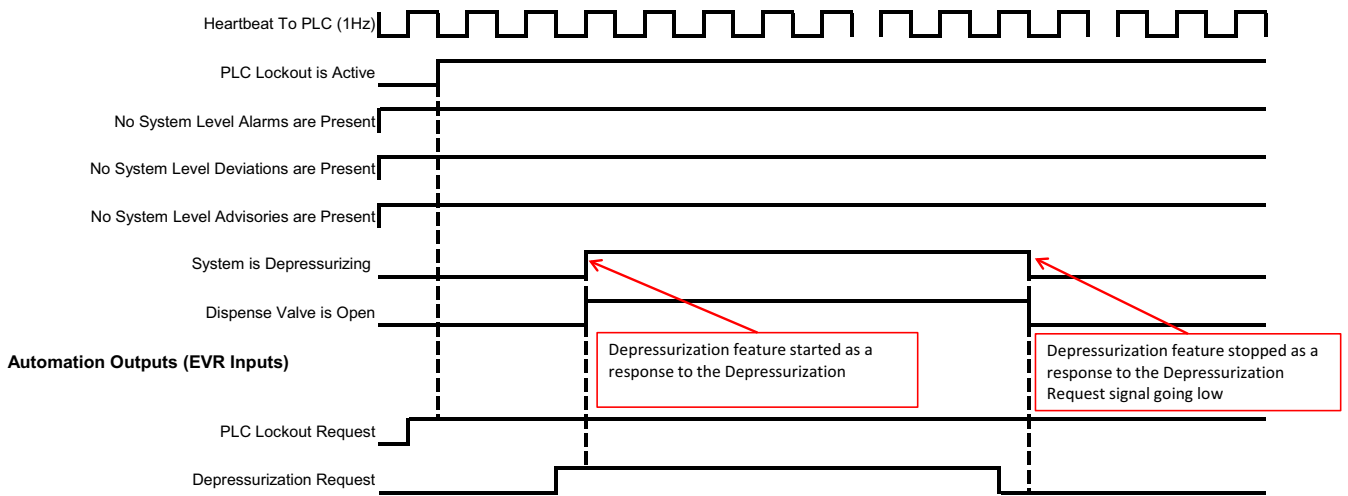 Heartbeat To PLC (1Hz)
PLC Lockout is Active
No System Level Alarms are Present
No System Level Deviations are Present
No System Level Advisories are Present
System is Depressurizing
Dispense Valve is Open
Depressurization feature started as a
response to the Depressurization
Depressurization feature stopped as a
response to the Depressurization
Request signal going low
Automation Outputs (EVR Inputs)
PLC Lockout Request
Depressurization Request